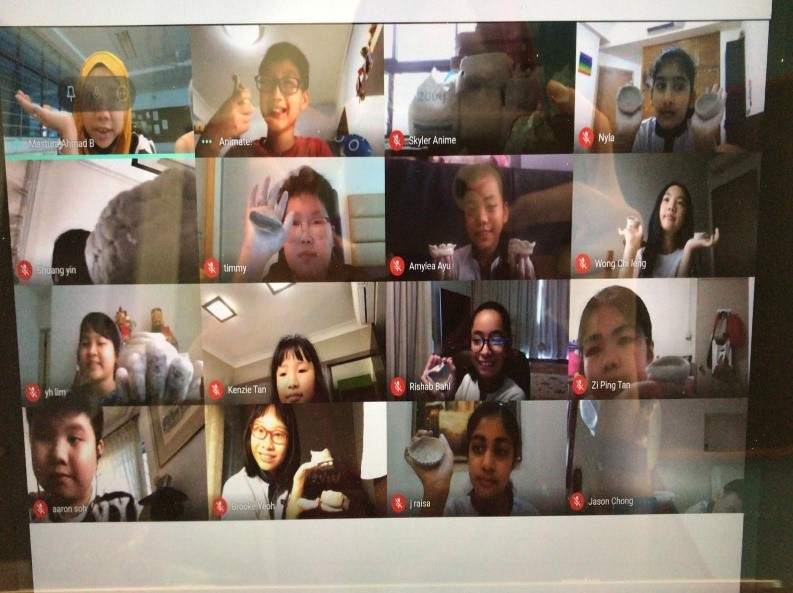 Mastura Ahmad B
Animate!
Skyler Anime
Nyla
Shuang yin
timmy
Amylea Ayu
Wong Chi leng
yh lim
Kenzie Tan
Rishab Bahl
Zi Ping Tan
aaron soh
Brooke Yeoh
j raisa
Jason Chong